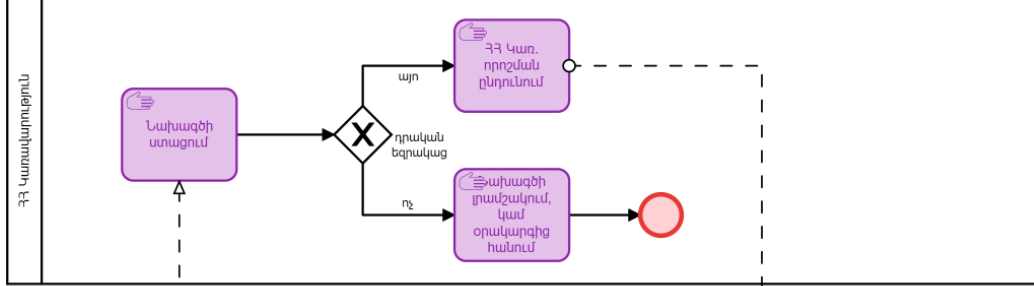 ՀՀ Կառավարություն
Նախագծի
ստացում
այո
դրական
եզրակաց
ոչ
ՀՀ Կառ.
որոշման
ընդունում
Նախագծի
լրամշակում,
կամ
օրակարգից
հանում